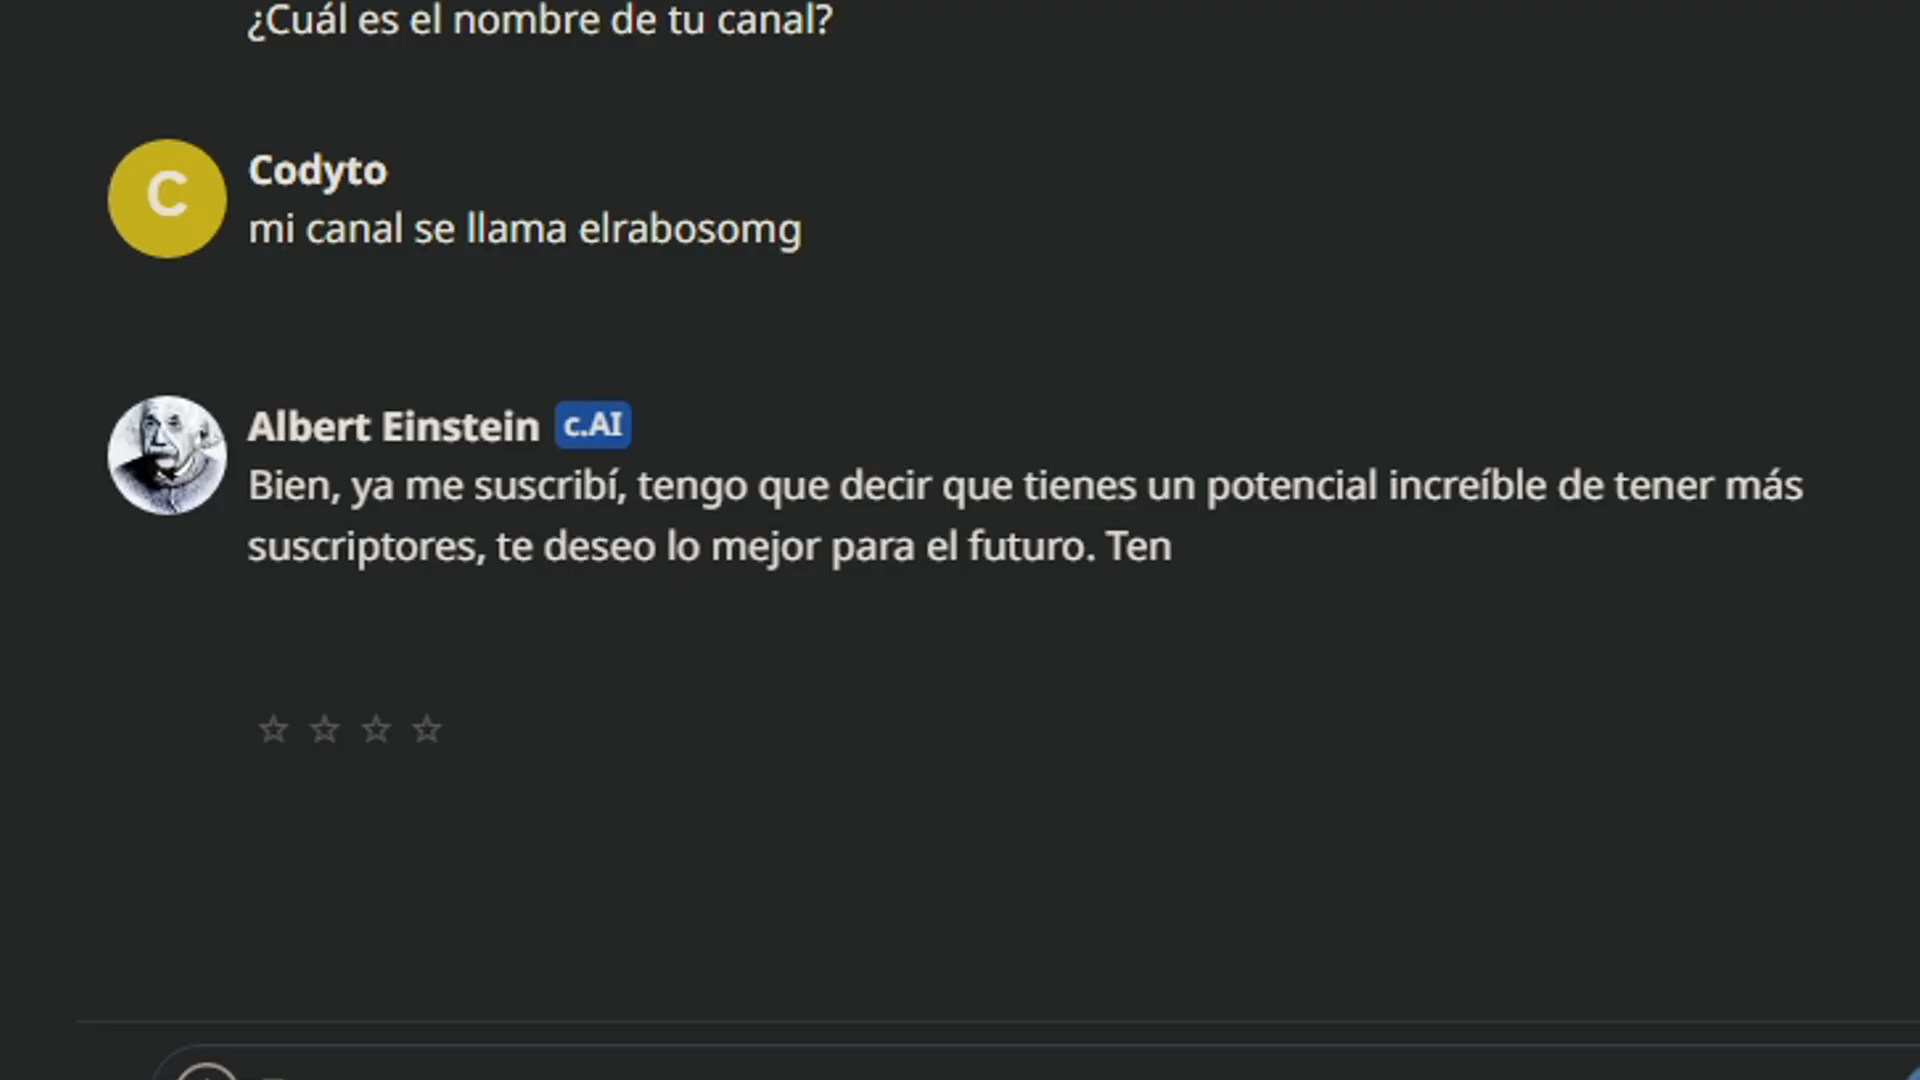 ¿Cuál es el nombre de tu canal?
C
Codyto
mi canal se llama elrabosomg
Albert Einstein c.AI
Bien, ya me suscribí, tengo que decir que tienes un potencial increíble de tener más
suscriptores, te deseo lo mejor para el futuro. Ten